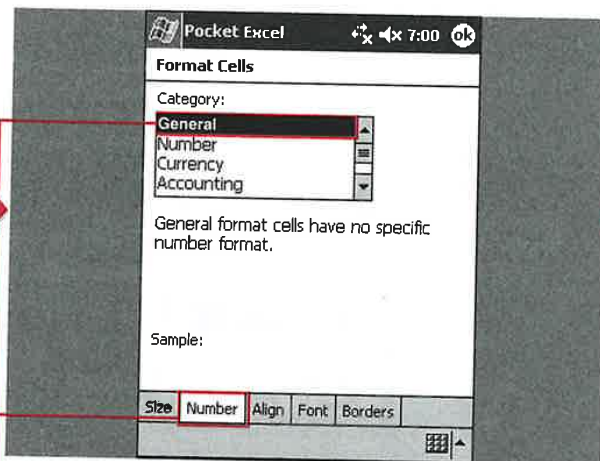 Pocket Excel 7:00 ok
Format Cells
Category:
General
Number
Currency
Accounting
General format cells have no specific
number format.
Sample:
Size Number Align Font Borders